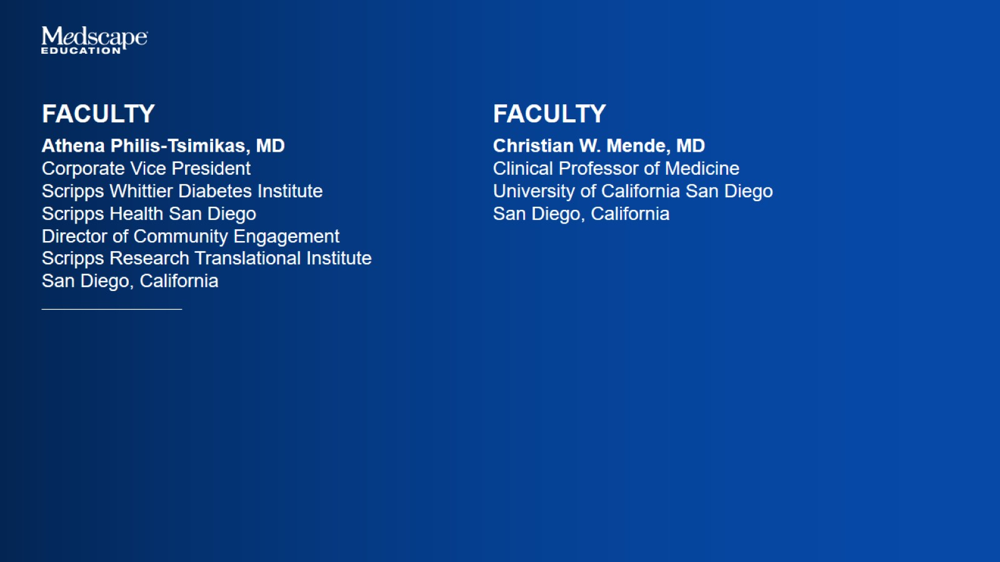 Medscape
EDUCATION
FACULTY
Athena Philis-Tsimikas, MD
Corporate Vice President
Scripps Whittier Diabetes Institute
Scripps Health San Diego
Director of Community Engagement
Scripps Research Translational Institute
San Diego, California
FACULTY
Christian W. Mende, MD
Clinical Professor of Medicine
University of California San Diego
San Diego, California